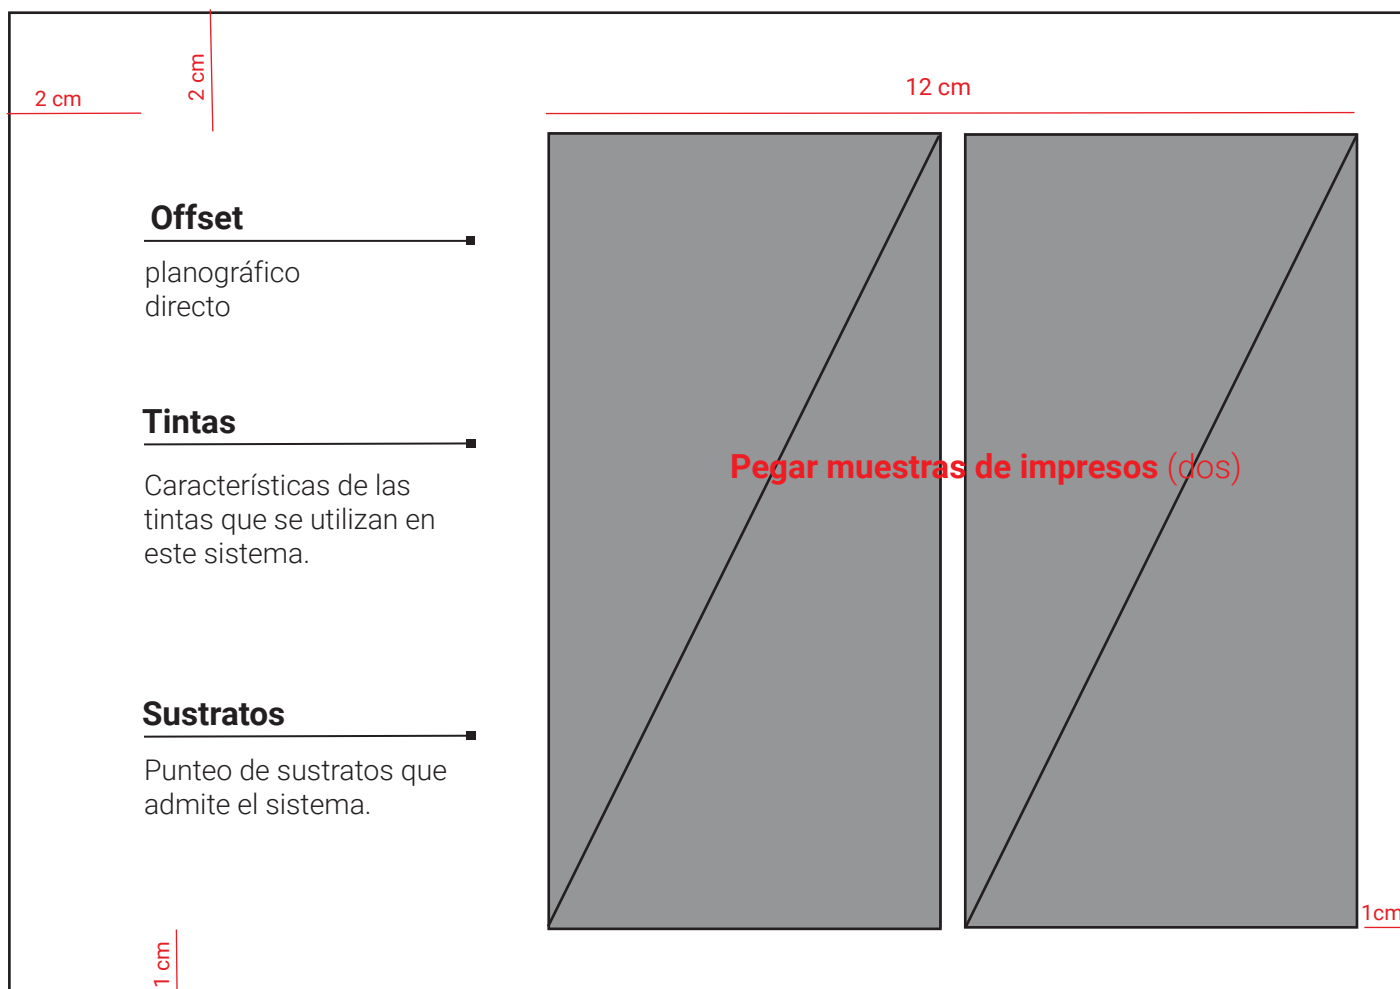 2 cm
2 cm
12 cm
Offset
planográfico
directo
Tintas
Características de las
tintas que se utilizan en
este sistema.
Pegar muestras de impresos (dos)
Sustratos
Punteo de sustratos que
admite el sistema.
1cm
1 cm